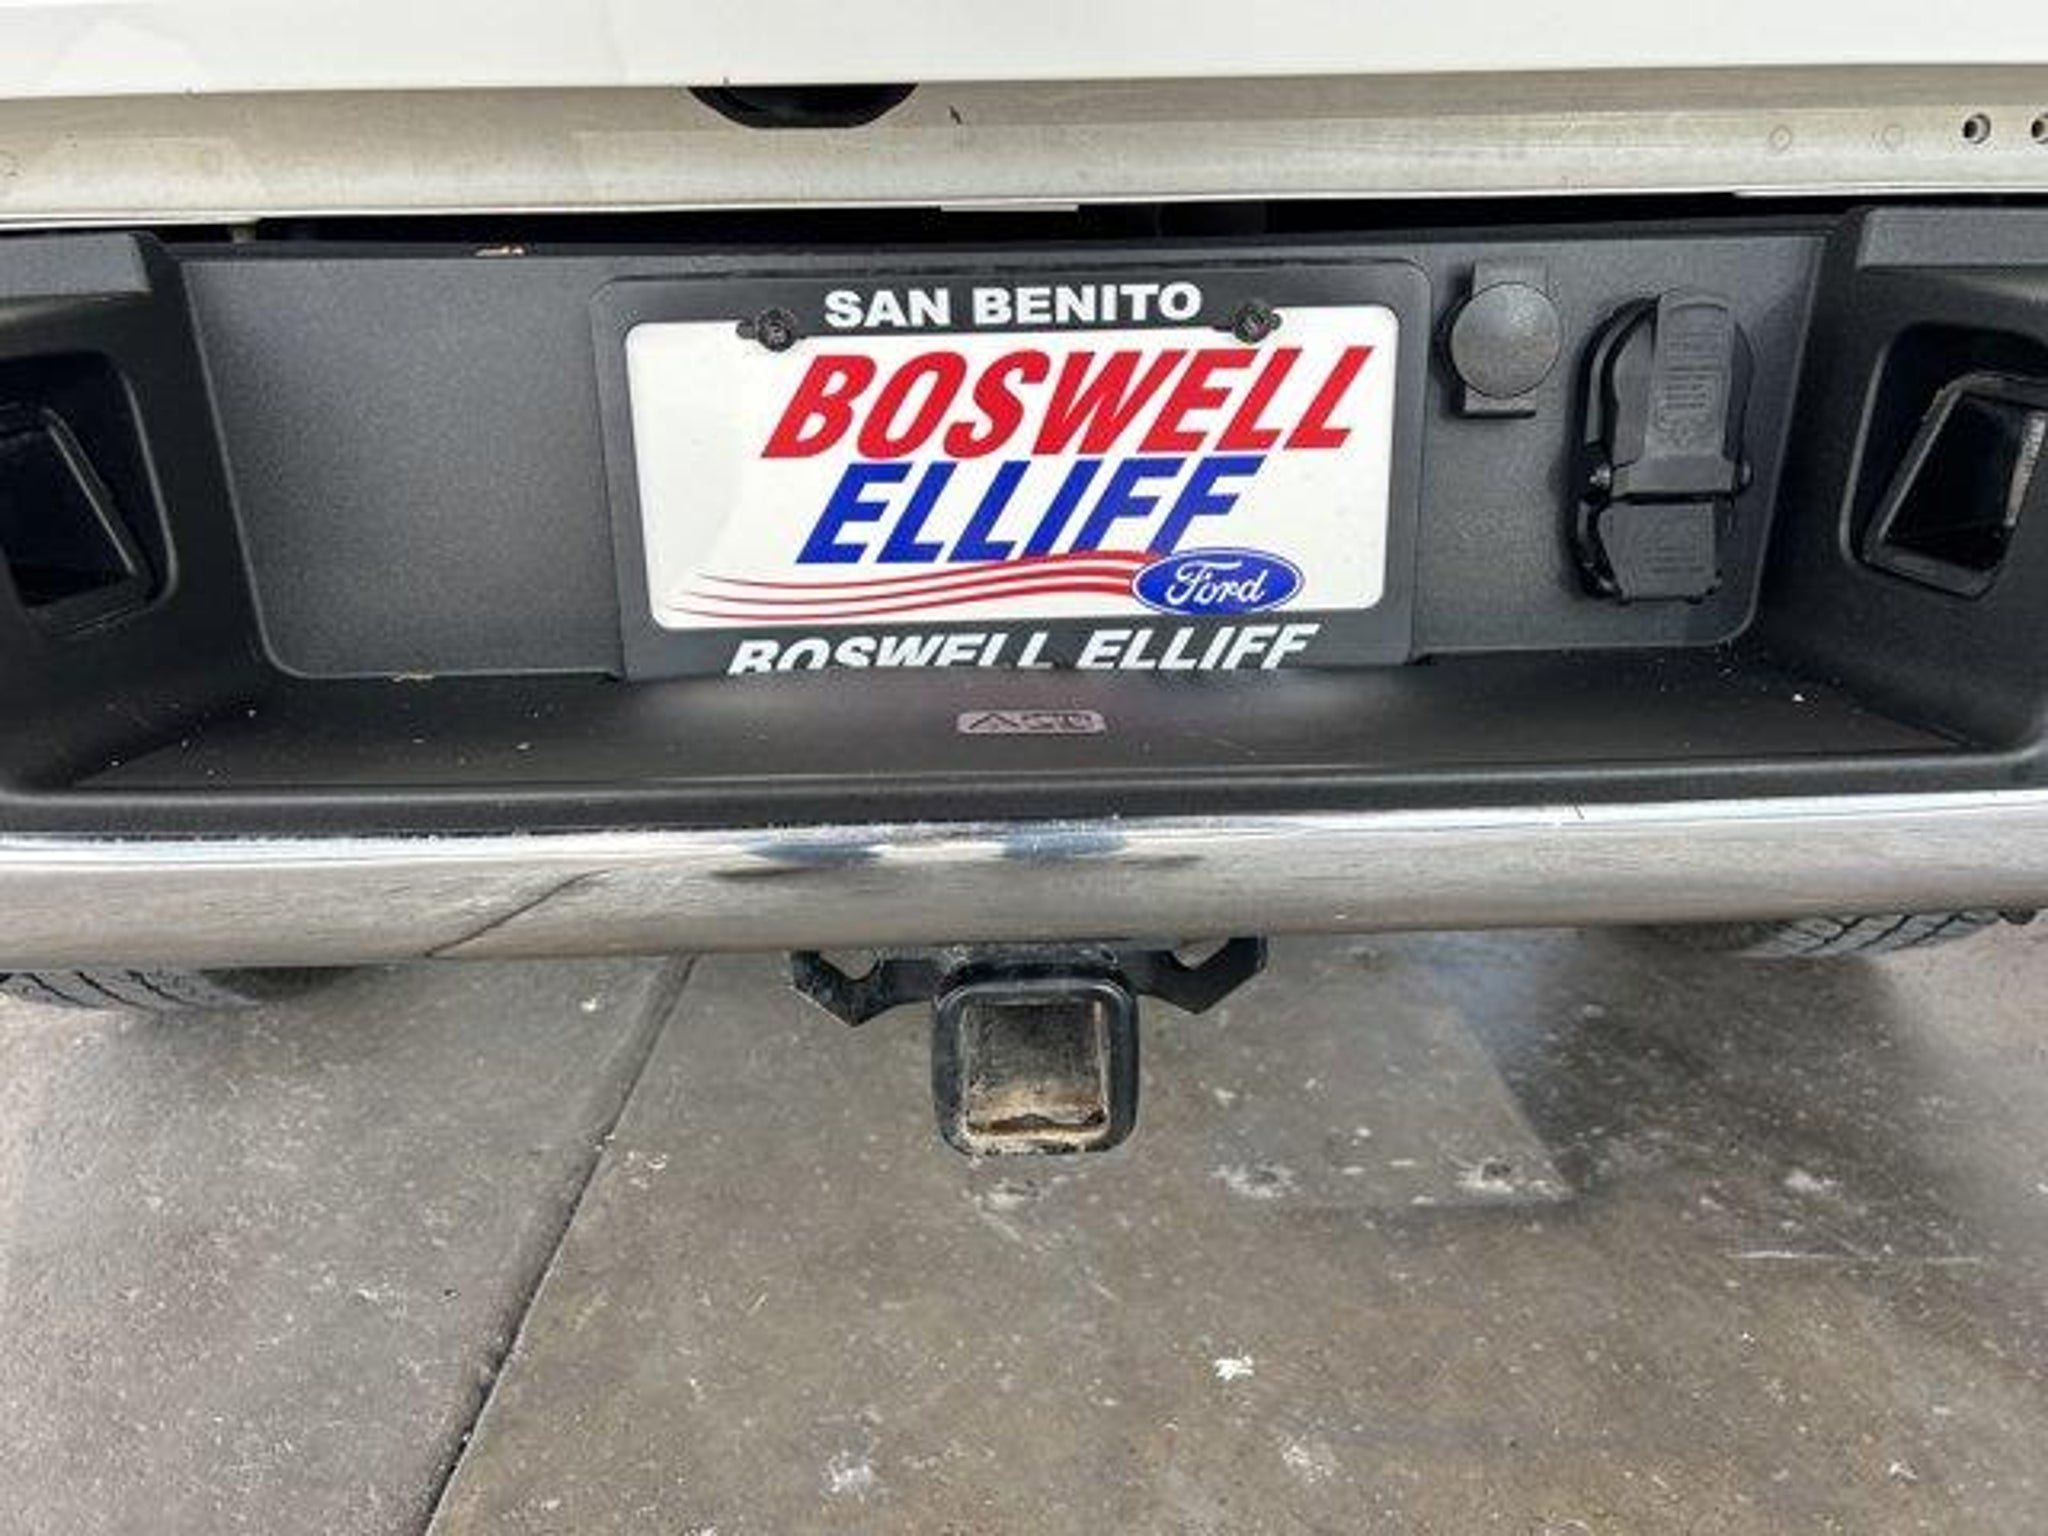 SAN BENITO
BOSWELL
ELLIFF
Ford
BOSWELL ELLIFF